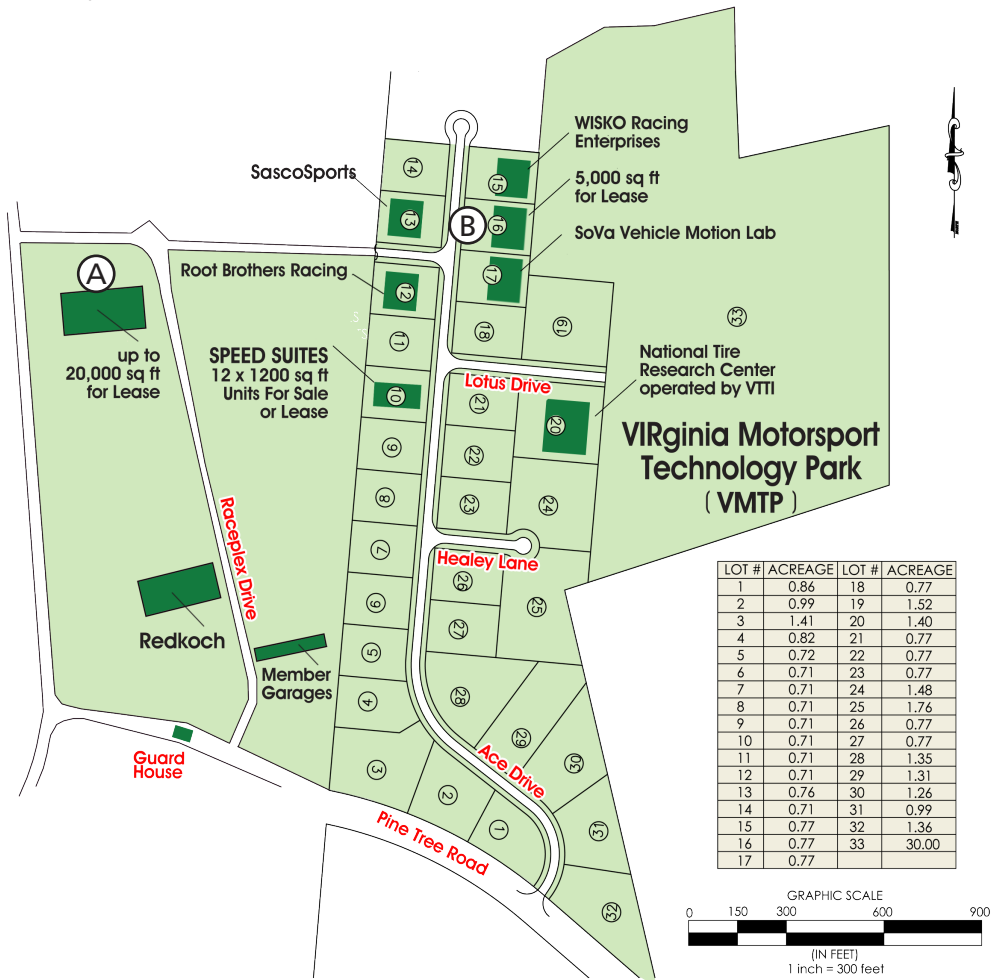 WISKO Racing
Enterprises
SascoSports
5,000 sq ft
for Lease
SoVa Vehicle Motion Lab
A
B
Root Brothers Racing
up to
20,000 sq ft
for Lease
SPEED SUITES
12 x 1200 sq ft
Units For Sale
or Lease
National Tire
Research Center
operated by VTTI
Lotus Drive
VIRginia Motorsport
Technology Park
( VMTP )
Raceplex Drive
Healey Lane
Redkoch
Member
Garages
Guard
House
Ace Drive
Pine Tree Road
14
13
15
16
17
12
11
10
18
19
33
20
21
22
23
24
9
8
7
6
5
4
3
2
1
25
26
27
28
29
30
31
32
LOT # ACREAGE LOT # ACREAGE
1 0.86 18 0.77
2 0.99 19 1.52
3 1.41 20 1.40
4 0.82 21 0.77
5 0.72 22 0.77
6 0.71 23 0.77
7 0.71 24 1.48
8 0.71 25 1.76
9 0.71 26 0.77
10 0.71 27 0.77
11 0.71 28 1.35
12 0.71 29 1.31
13 0.76 30 1.26
14 0.71 31 0.99
15 0.77 32 1.36
16 0.77 33 30.00
17 0.77
GRAPHIC SCALE
0 150 300 600 900
(IN FEET)
1 inch = 300 feet